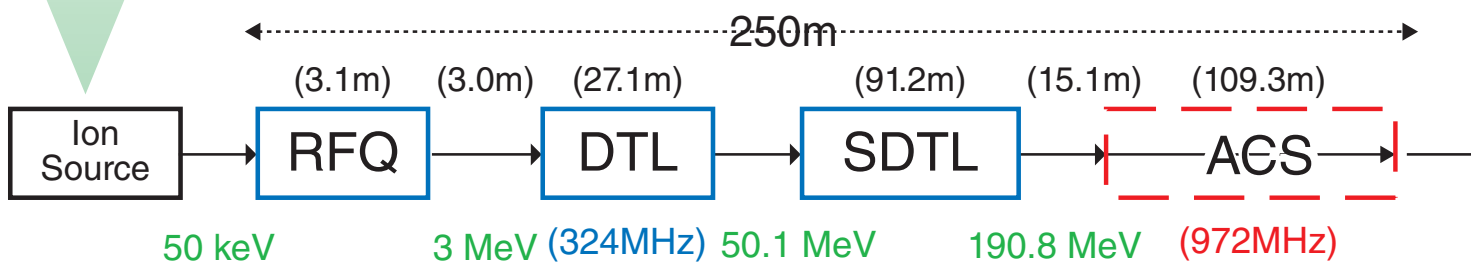 250m
(3.1m) (3.0m) (27.1m) (91.2m) (15.1m) (109.3m)
Ion
Source
RFQ DTL SDTL ACS
50 keV 3 MeV (324MHz) 50.1 MeV 190.8 MeV (972MHz)